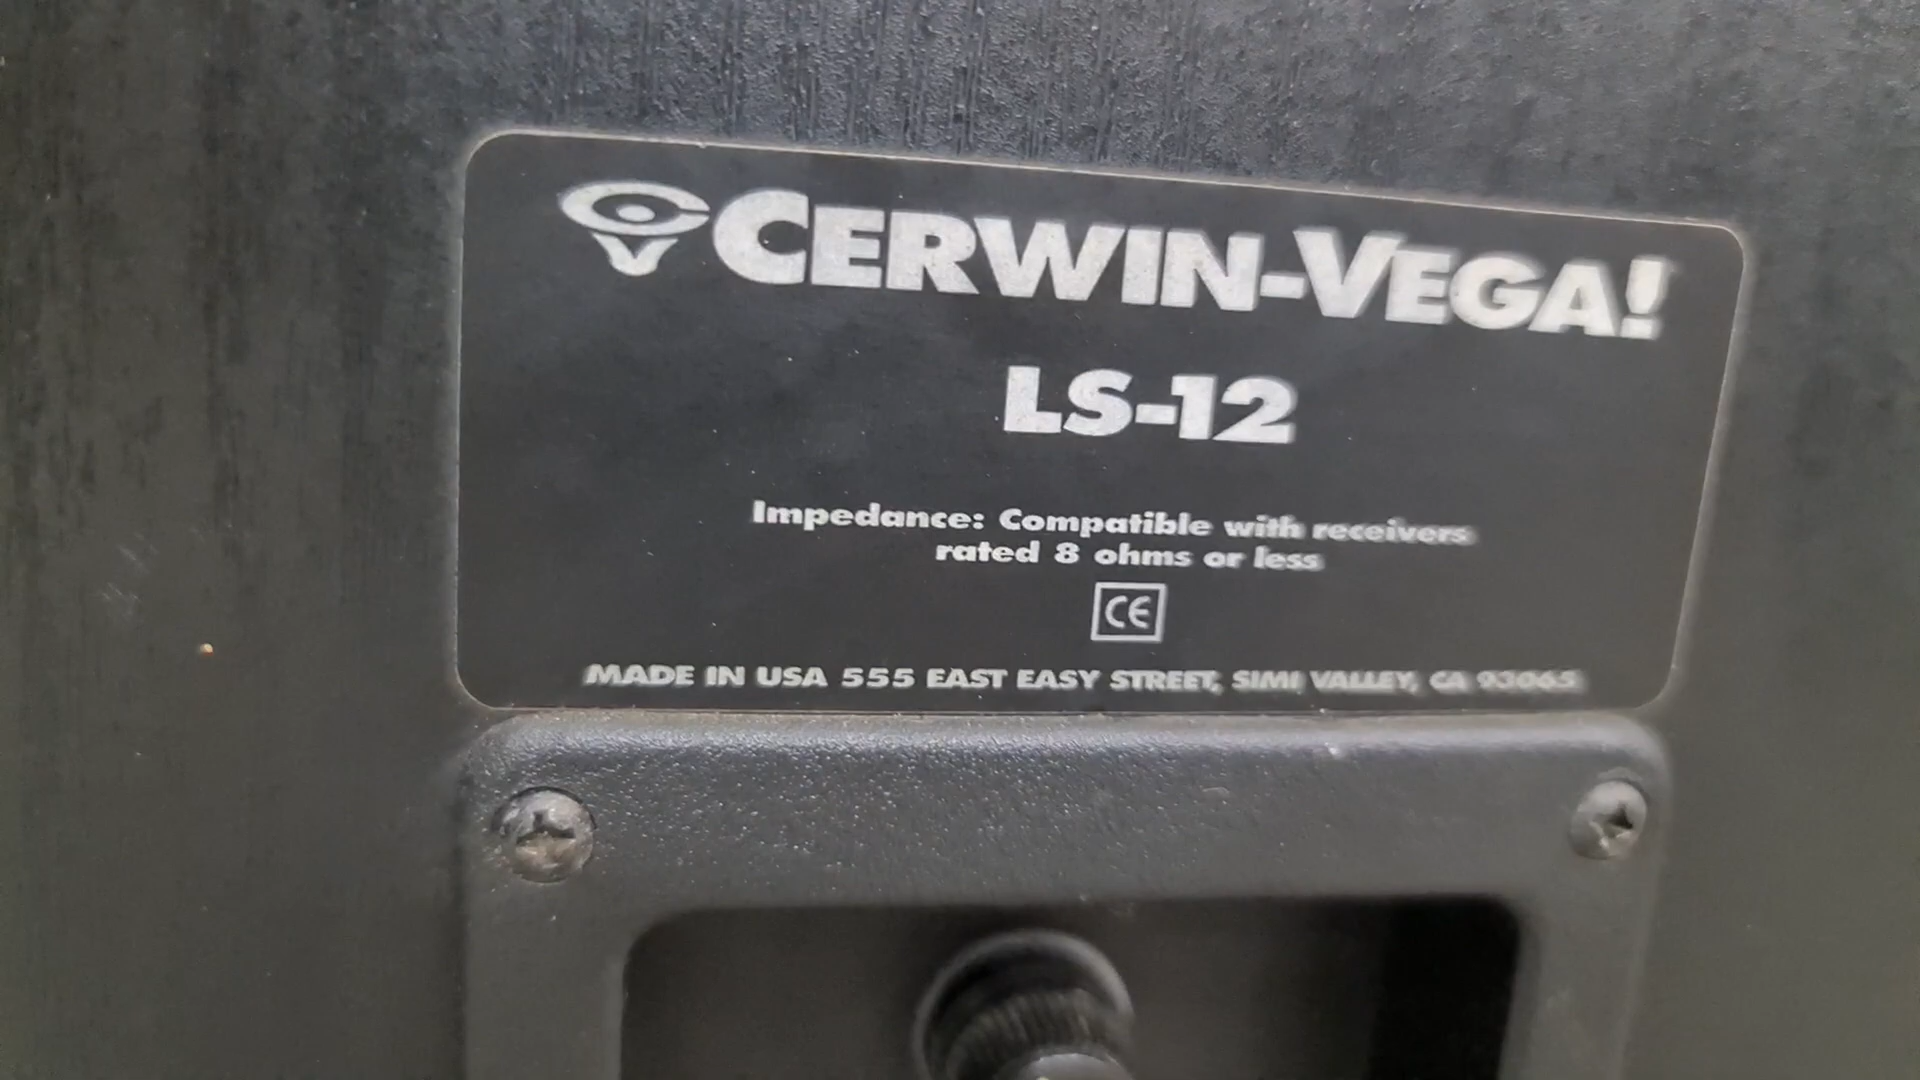 CERWIN-VEGA!
LS-12
Impedance: Compatible with receivers
rated 8 ohms or less
CE
MADE IN USA 555 EAST EASY STREET, SIMI VALLEY, CA 93065